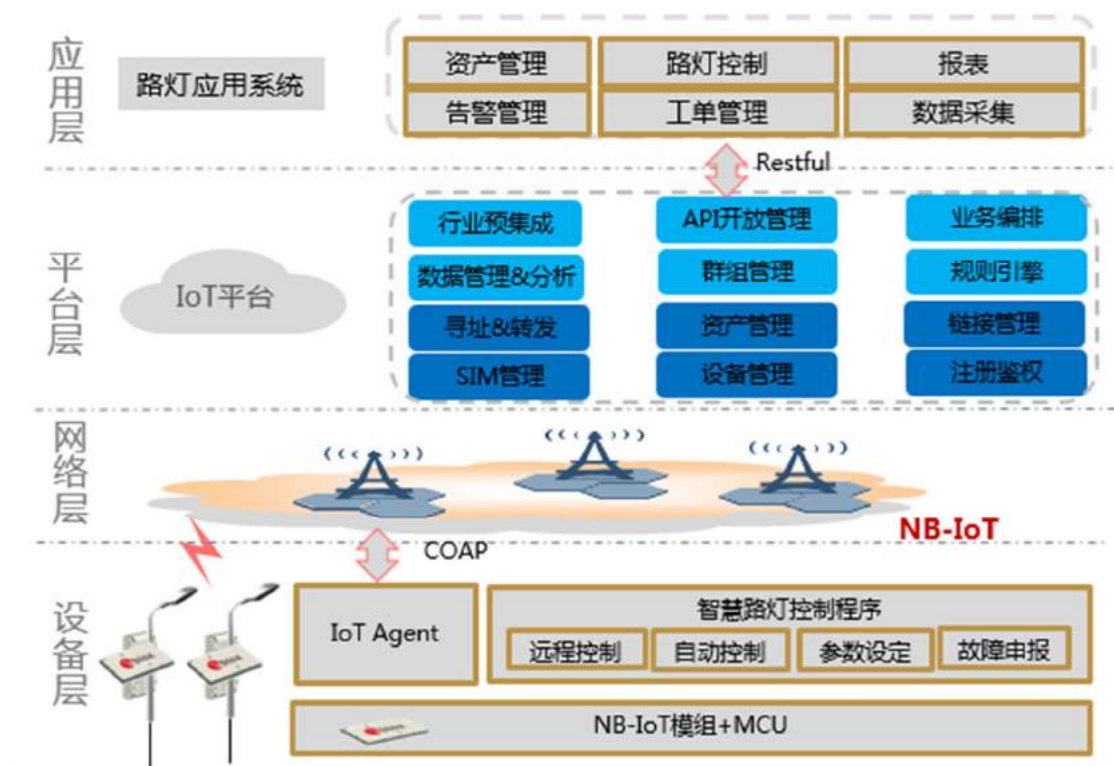 应用层
路灯应用系统
资产管理
路灯控制
报表
告警管理
工单管理
数据采集
Restful
平台层
IoT平台
行业预集成
API开放管理
业务编排
数据管理&分析
群组管理
规则引擎
寻址&转发
资产管理
链接管理
SIM管理
设备管理
注册鉴权
网络层
NB-IoT
COAP
设备层
IoT Agent
智慧路灯控制程序
远程控制
自动控制
参数设定
故障申报
NB-IoT模组+MCU